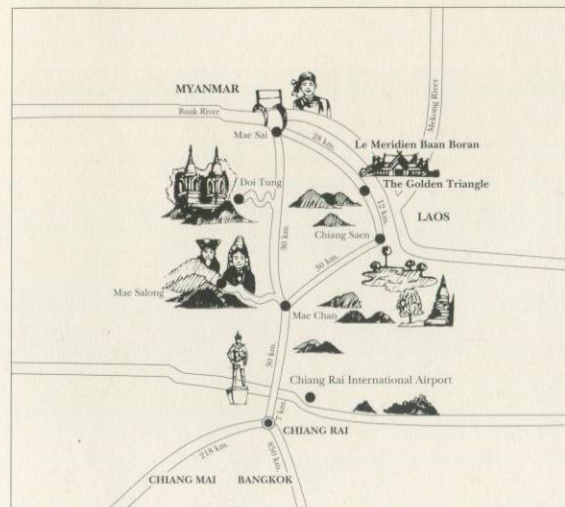 MYANMAR
Ruak River
Mekong River
Mae Sai
28 km.
Le Meridien Baan Boran
The Golden Triangle
Doi Tung
12 km.
LAOS
Chiang Saen
30 km.
30 km.
Mae Salong
Mae Chan
30 km.
Chiang Rai International Airport
7 km.
CHIANG RAI
218 km.
850 km.
CHIANG MAI
BANGKOK